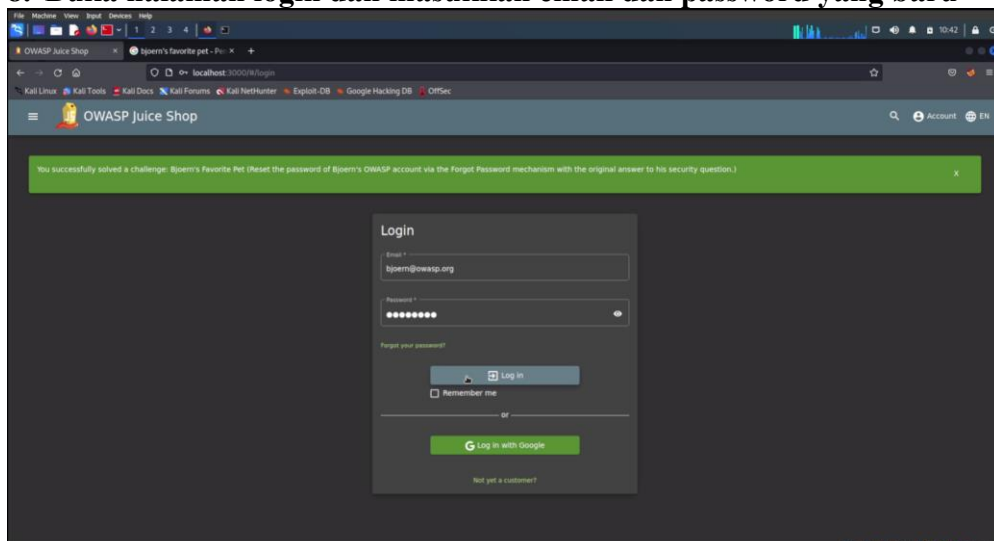 8. Buka halaman login dan masukkan email dan password yang baru
File Machine View Input Devices Help
1 2 3 4
10:42
OWASP Juice Shop ×
bjoern's favorite pet - Pe × +
localhost:3000/#/login
Kali Linux Kali Tools Kali Docs Kali Forums Kali NetHunter Exploit-DB Google Hacking DB OffSec
OWASP Juice Shop
Account EN
You successfully solved a challenge: Bjoern's Favorite Pet (Reset the password of Bjoern's OWASP account via the Forgot Password mechanism with the original answer to his security question.)
X
Login
Email *
bjoern@owasp.org
Password *
Forgot your password?
Log in
Remember me
or
G Log in with Google
Not yet a customer?